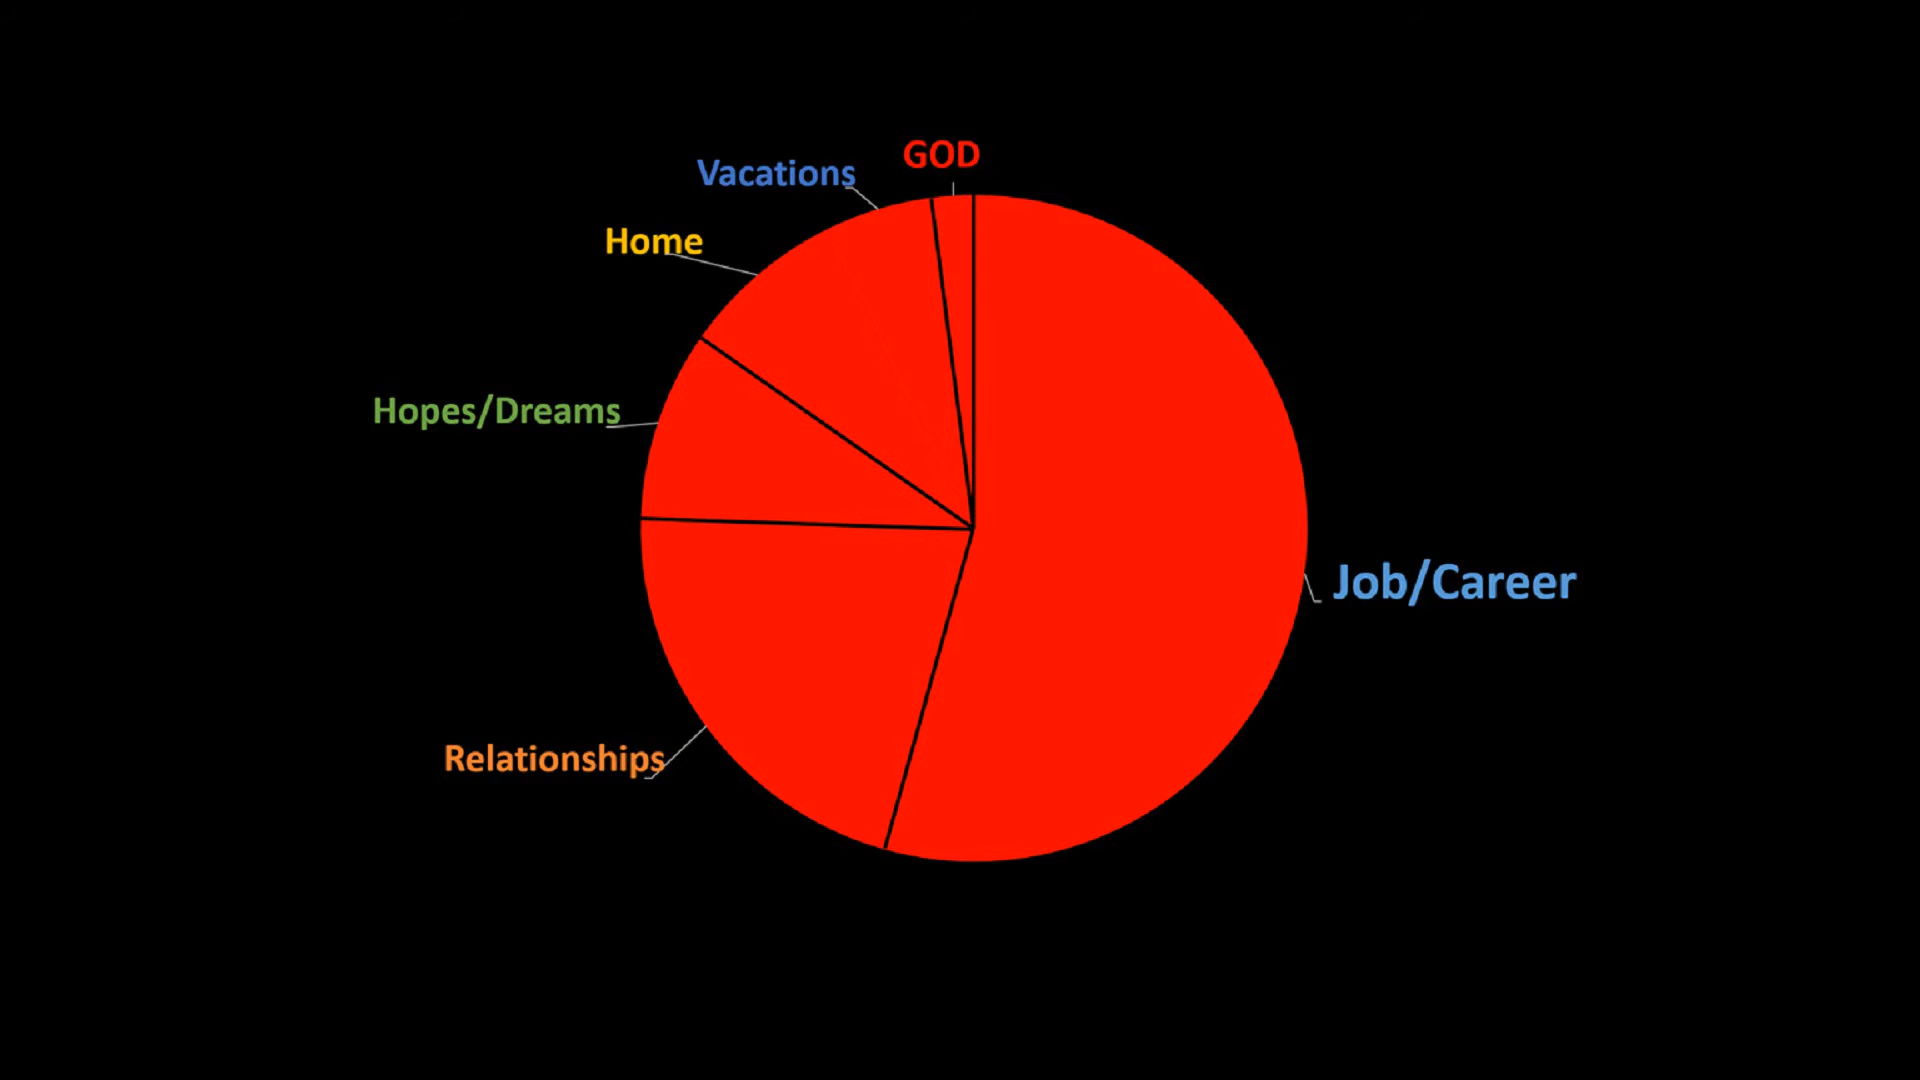 GOD
Vacations
Home
Hopes/Dreams
Job/Career
Relationships